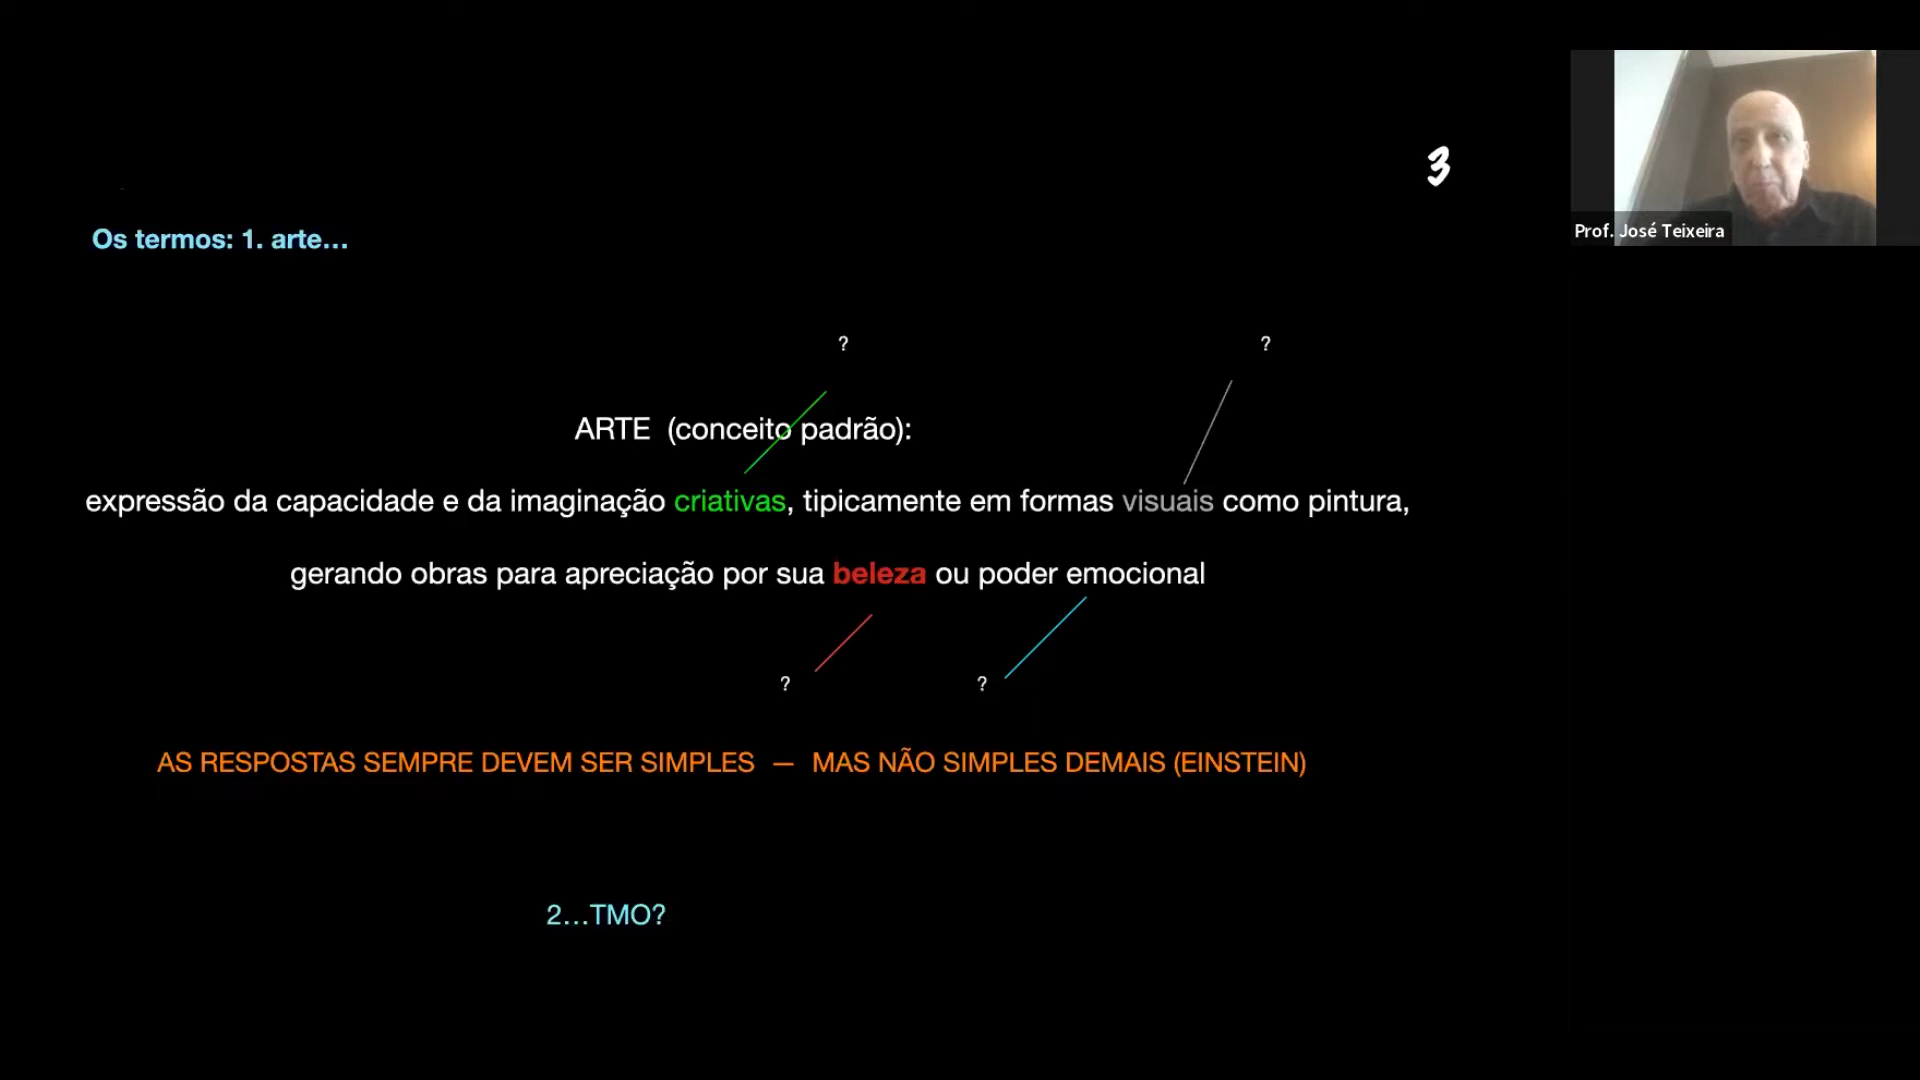 3
Prof. José Teixeira
Os termos: 1. arte...
? ?
ARTE (conceito padrão):
expressão da capacidade e da imaginação criativas, tipicamente em formas visuais como pintura,
gerando obras para apreciação por sua beleza ou poder emocional
? ?
AS RESPOSTAS SEMPRE DEVEM SER SIMPLES — MAS NÃO SIMPLES DEMAIS (EINSTEIN)
2...TMO?